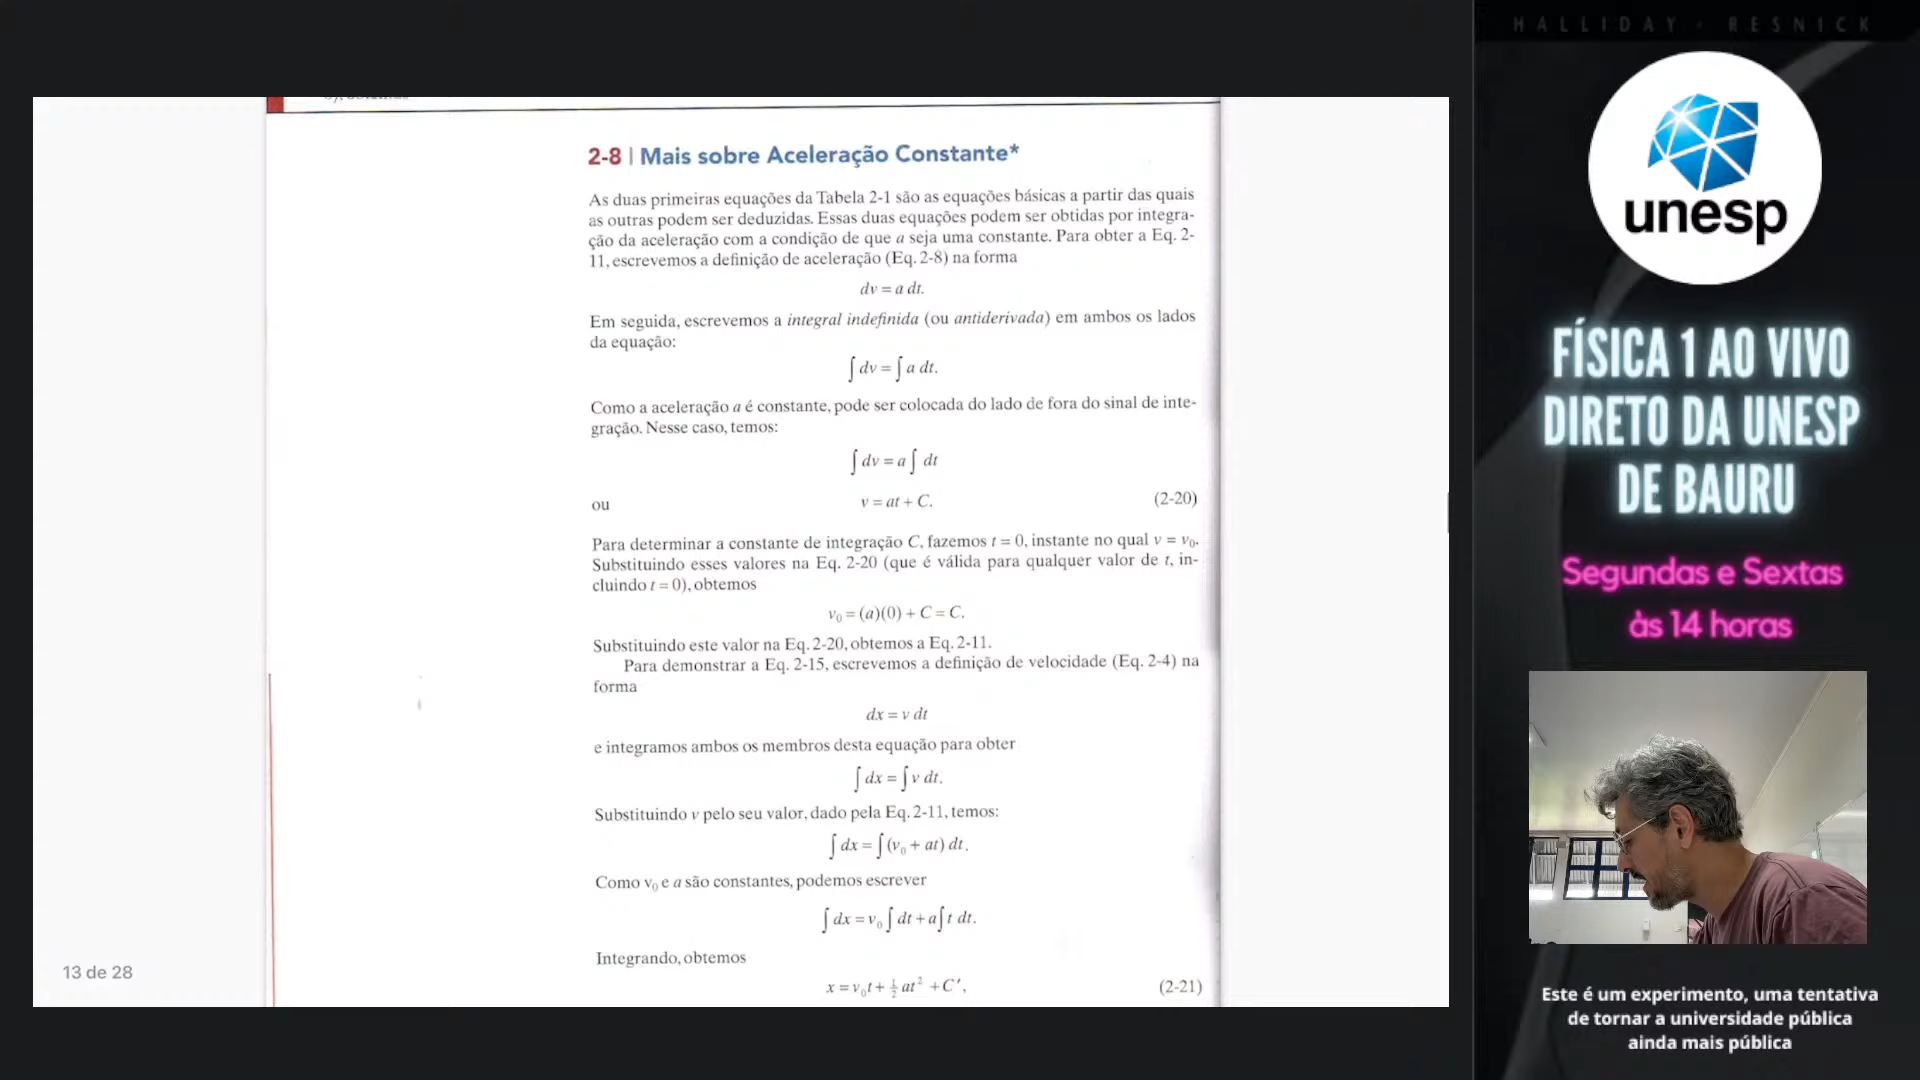 HALLIDAY · RESNICK
2-8 | Mais sobre Aceleração Constante*
As duas primeiras equações da Tabela 2-1 são as equações básicas a partir das quais
as outras podem ser deduzidas. Essas duas equações podem ser obtidas por integra-
ção da aceleração com a condição de que a seja uma constante. Para obter a Eq. 2-
11, escrevemos a definição de aceleração (Eq. 2-8) na forma
dv = a dt.
Em seguida, escrevemos a integral indefinida (ou antiderivada) em ambos os lados
da equação:
∫ dv = ∫ a dt.
Como a aceleração a é constante, pode ser colocada do lado de fora do sinal de inte-
gração. Nesse caso, temos:
∫ dv = a ∫ dt
ou v = at + C. (2-20)
Para determinar a constante de integração C, fazemos t = 0, instante no qual v = v₀.
Substituindo esses valores na Eq. 2-20 (que é válida para qualquer valor de t, in-
cluindo t = 0), obtemos
v₀ = (a)(0) + C = C.
Substituindo este valor na Eq. 2-20, obtemos a Eq. 2-11.
Para demonstrar a Eq. 2-15, escrevemos a definição de velocidade (Eq. 2-4) na
forma
dx = v dt
e integramos ambos os membros desta equação para obter
∫ dx = ∫ v dt.
Substituindo v pelo seu valor, dado pela Eq. 2-11, temos:
∫ dx = ∫ (v₀ + at) dt.
Como v₀ e a são constantes, podemos escrever
∫ dx = v₀ ∫ dt + a ∫ t dt.
Integrando, obtemos
x = v₀t + ½ at² + C', (2-21)
13 de 28
unesp
FÍSICA 1 AO VIVO
DIRETO DA UNESP
DE BAURU
Segundas e Sextas
às 14 horas
Este é um experimento, uma tentativa
de tornar a universidade pública
ainda mais pública